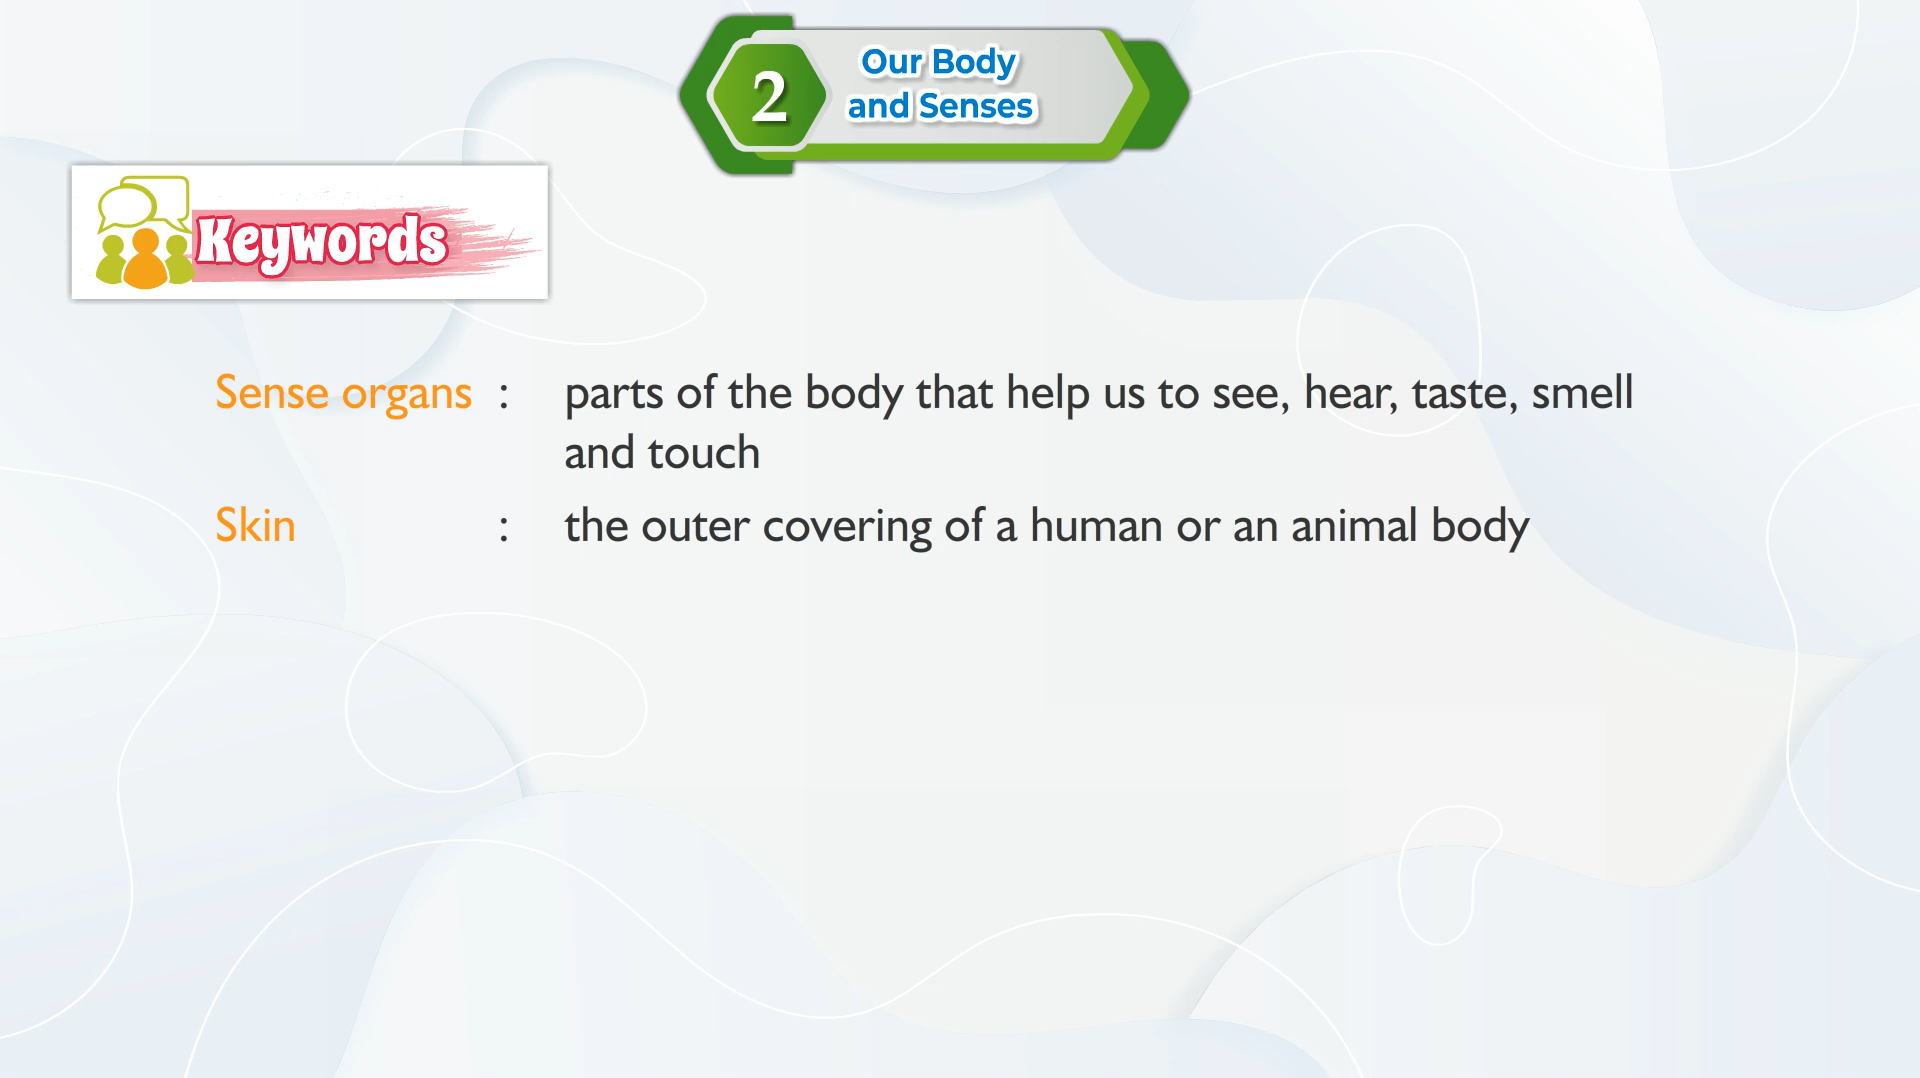 2
Our Body
and Senses
Keywords
Sense organs : parts of the body that help us to see, hear, taste, smell
and touch
Skin : the outer covering of a human or an animal body